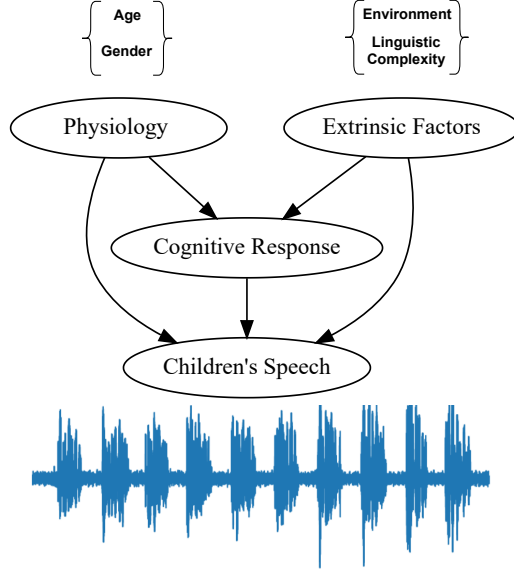 Age
Gender
Environment
Linguistic
Complexity
Physiology
Extrinsic Factors
Cognitive Response
Children's Speech